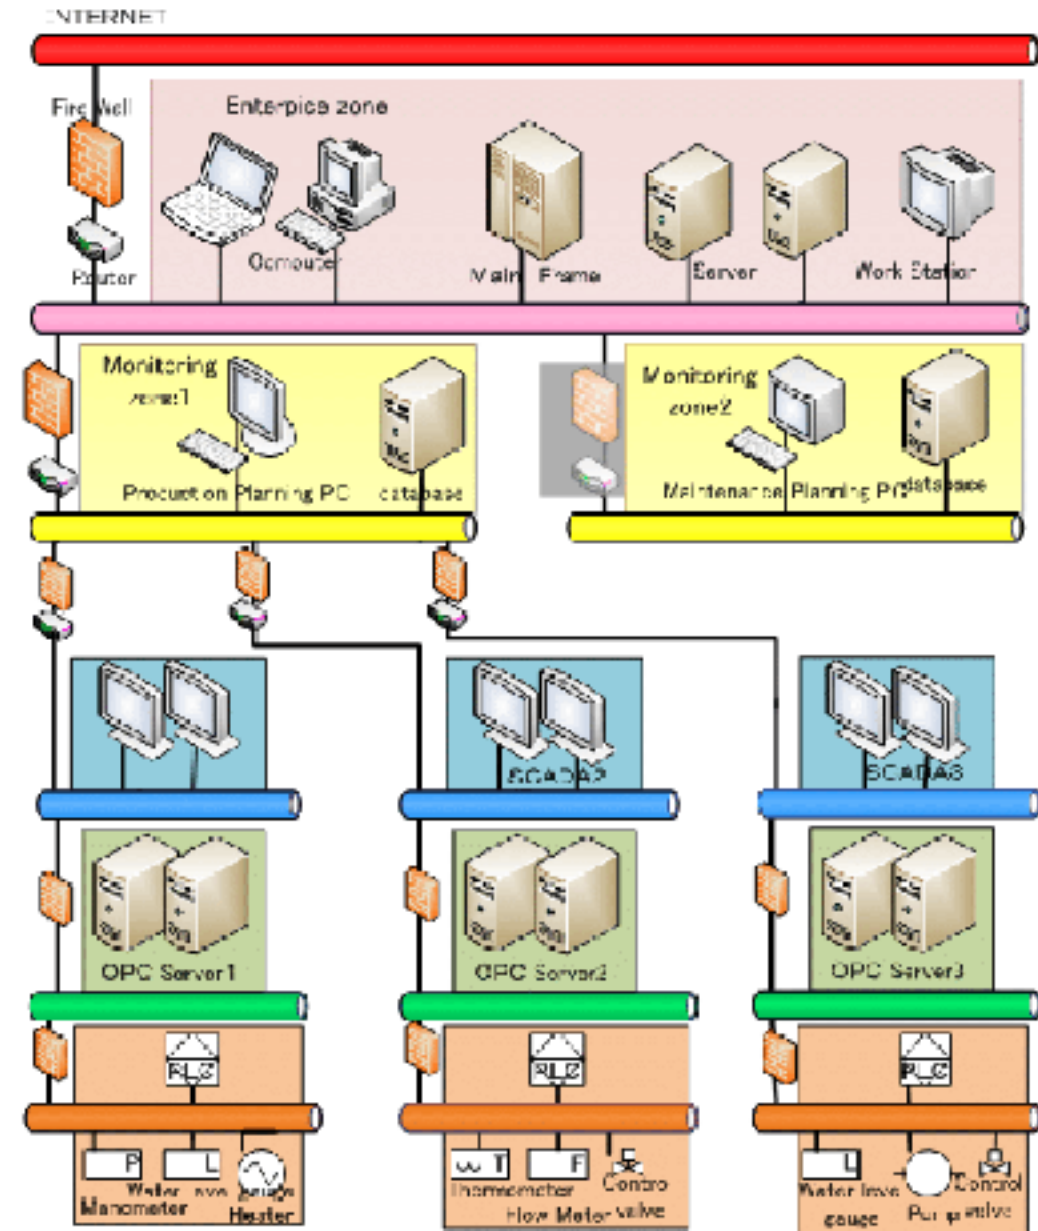 INTERNET
Fire Wall
Enterpice zone
Router
Computer
Main Frame
Server
Work Station
Monitoring
zone1
Production Planning PC
database
Monitoring
zone2
Maintenance Planning PC
database
SCADA2
SCADA3
OPC Server1
OPC Server2
OPC Server3
PLC
PLC
PLC
P
L
T
F
L
Manometer
Water
Heater
Thermometer
Flow Meter
Control
valve
Water
gauge
Pump
Control
valve